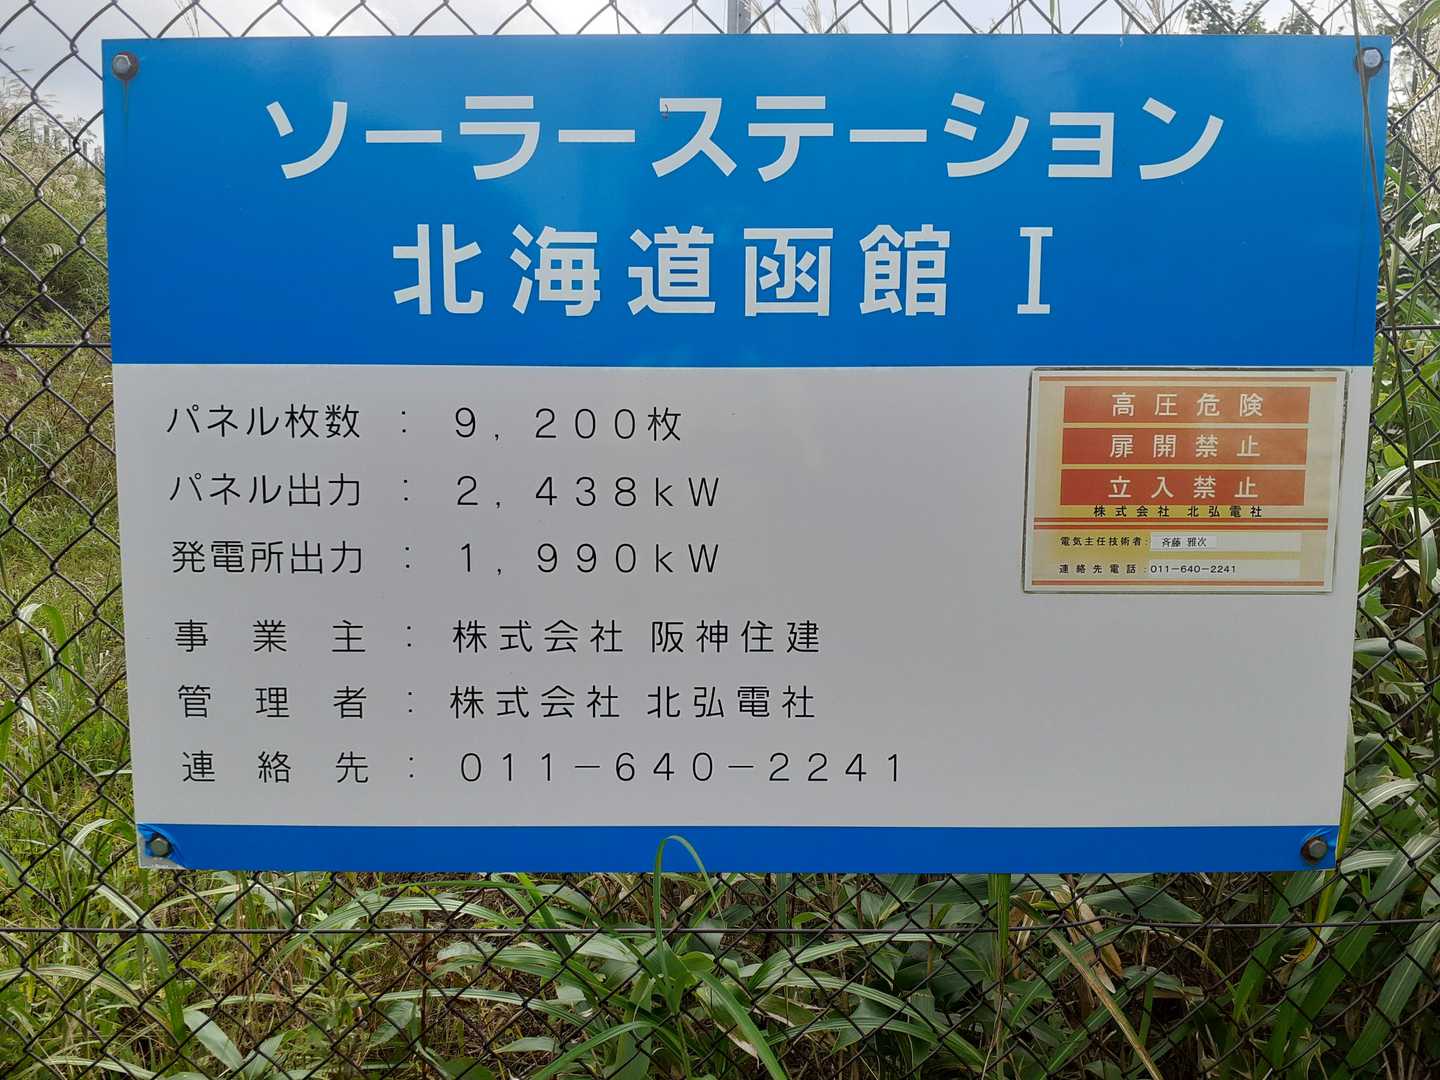 ソーラーステーション
北海道函館 Ⅰ
パネル枚数 : 9,200枚
パネル出力 : 2,438kW
発電所出力 : 1,990kW
事業主 : 株式会社 阪神住建
管理者 : 株式会社 北弘電社
連絡先 : 011-640-2241
高圧危険
扉開禁止
立入禁止
株式会社 北弘電社
電気主任技術者: 斉藤 雅次
連絡先電話:011-640-2241